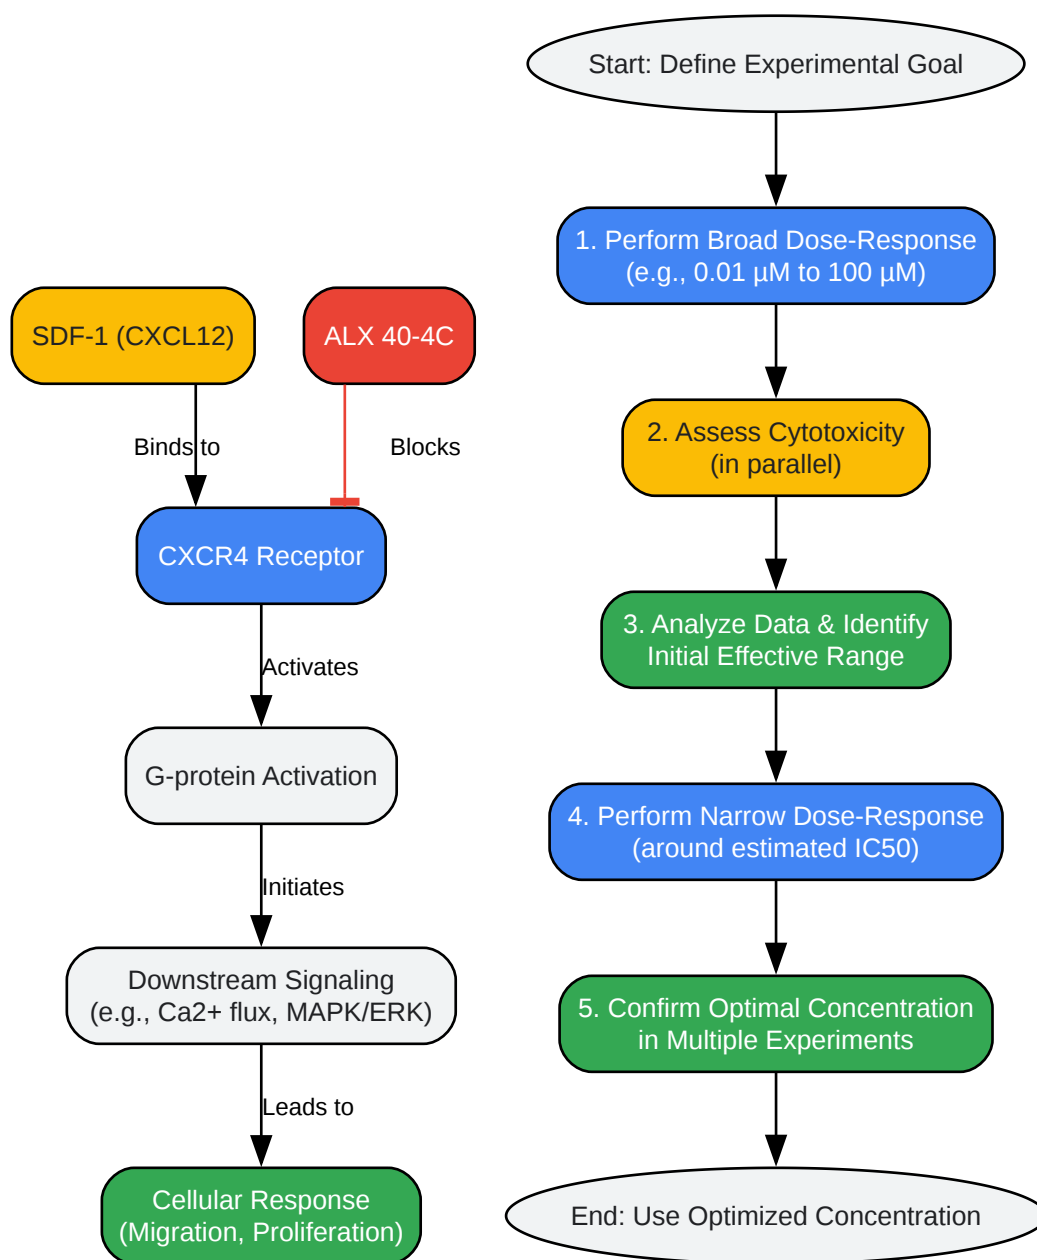 SDF-1 (CXCL12)
ALX 40-4C
Binds to
Blocks
CXCR4 Receptor
Activates
G-protein Activation
Initiates
Downstream Signaling
(e.g., Ca2+ flux, MAPK/ERK)
Leads to
Cellular Response
(Migration, Proliferation)
Start: Define Experimental Goal
1. Perform Broad Dose-Response
(e.g., 0.01 µM to 100 µM)
2. Assess Cytotoxicity
(in parallel)
3. Analyze Data & Identify
Initial Effective Range
4. Perform Narrow Dose-Response
(around estimated IC50)
5. Confirm Optimal Concentration
in Multiple Experiments
End: Use Optimized Concentration